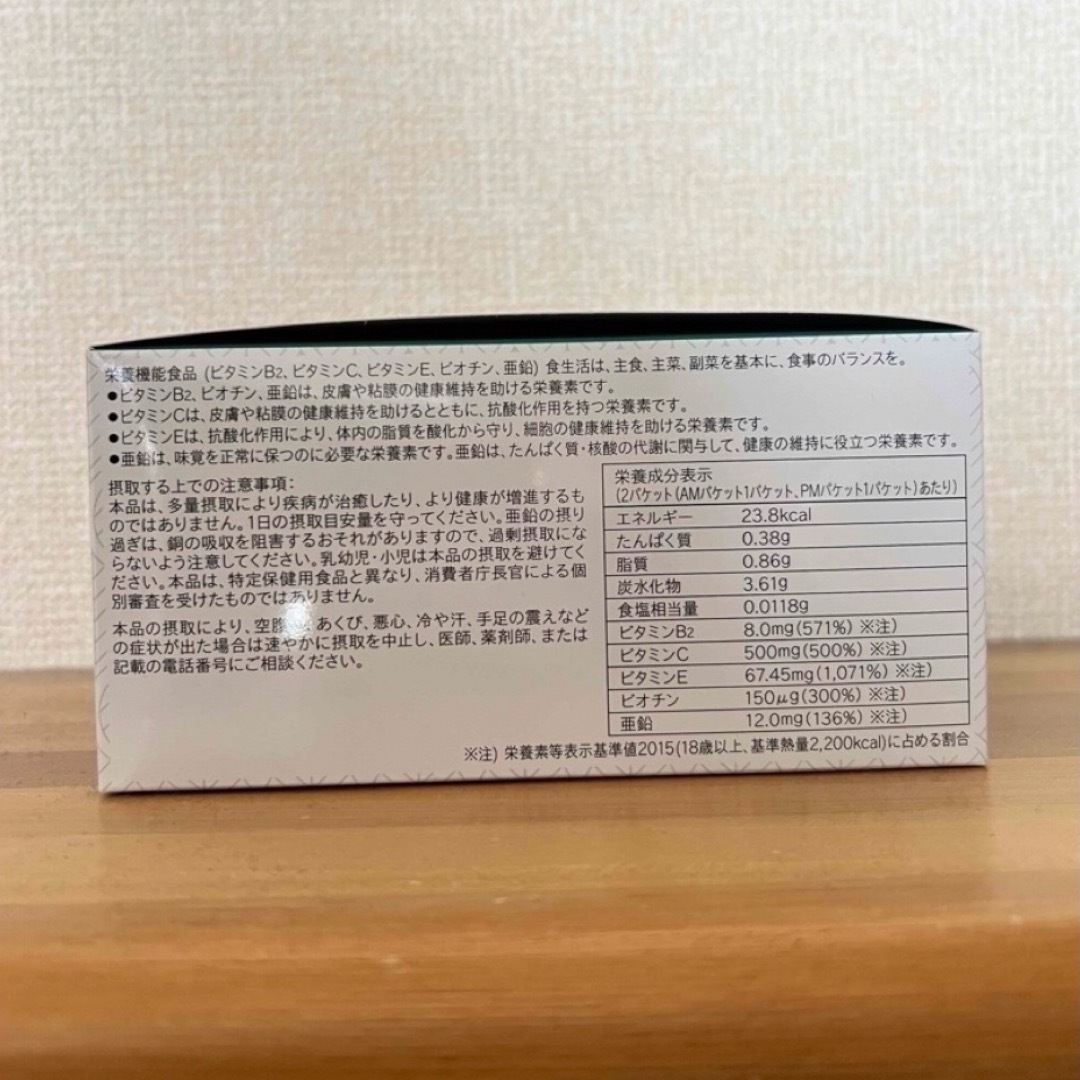 栄養機能食品 (ビタミンB2、ビタミンC、ビタミンE、ビオチン、亜鉛) 食生活は、主食、主菜、副菜を基本に、食事のバランスを。
●ビタミンB2、ビオチン、亜鉛は、皮膚や粘膜の健康維持を助ける栄養素です。
●ビタミンCは、皮膚や粘膜の健康維持を助けるとともに、抗酸化作用を持つ栄養素です。
●ビタミンEは、抗酸化作用により、体内の脂質を酸化から守り、細胞の健康維持を助ける栄養素です。
●亜鉛は、味覚を正常に保つのに必要な栄養素です。亜鉛は、たんぱく質・核酸の代謝に関与して、健康の維持に役立つ栄養素です。
摂取する上での注意事項:
本品は、多量摂取により疾病が治癒したり、より健康が増進するも
のではありません。1日の摂取目安量を守ってください。亜鉛の摂り
過ぎは、銅の吸収を阻害するおそれがありますので、過剰摂取にな
らないよう注意してください。乳幼児・小児は本品の摂取を避けてく
ださい。本品は、特定保健用食品と異なり、消費者庁長官による個
別審査を受けたものではありません。
本品の摂取により、空腹 あくび、悪心、冷や汗、手足の震えなど
の症状が出た場合は速やかに摂取を中止し、医師、薬剤師、または
記載の電話番号にご相談ください。
栄養成分表示
(2パケット(AMパケット1パケット、PMパケット1パケット)あたり)
エネルギー 23.8kcal
たんぱく質 0.38g
脂質 0.86g
炭水化物 3.61g
食塩相当量 0.0118g
ビタミンB2 8.0mg(571%) ※注)
ビタミンC 500mg(500%) ※注)
ビタミンE 67.45mg(1,071%) ※注)
ビオチン 150μg(300%) ※注)
亜鉛 12.0mg(136%) ※注)
※注) 栄養素等表示基準値2015(18歳以上、基準熱量2,200kcal)に占める割合